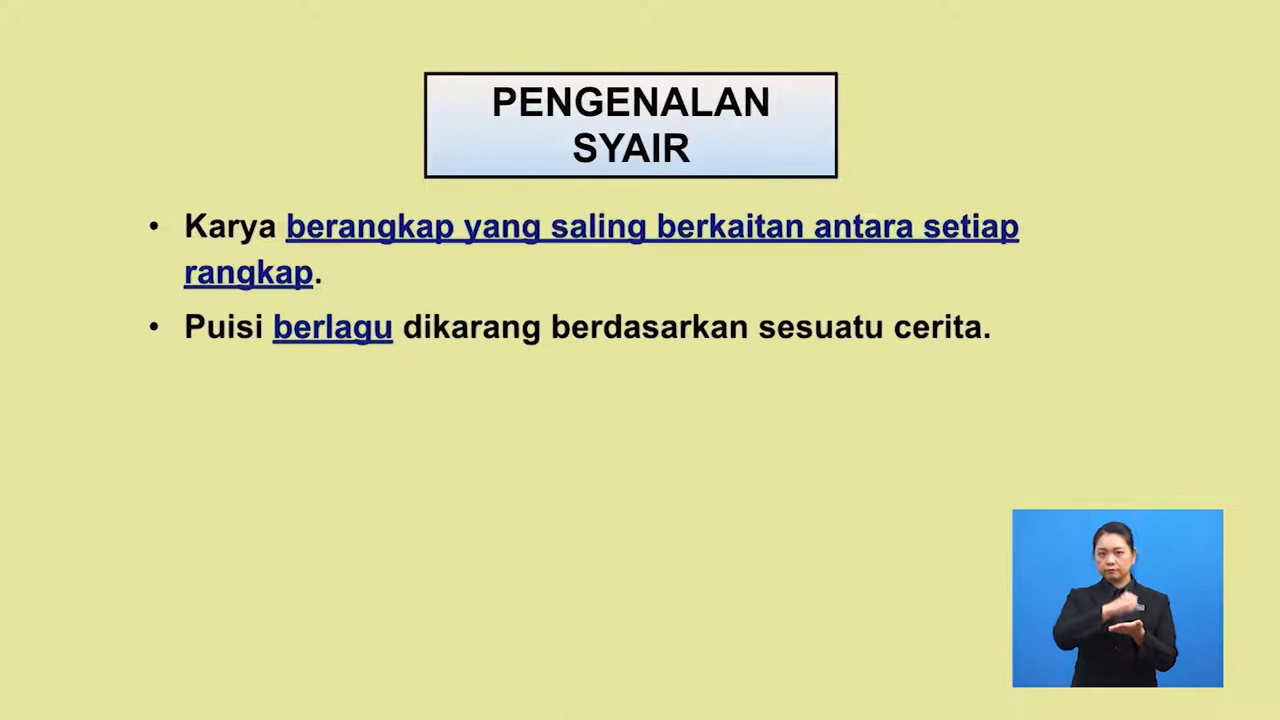 PENGENALAN
SYAIR
• Karya berangkap yang saling berkaitan antara setiap
rangkap.
• Puisi berlagu dikarang berdasarkan sesuatu cerita.